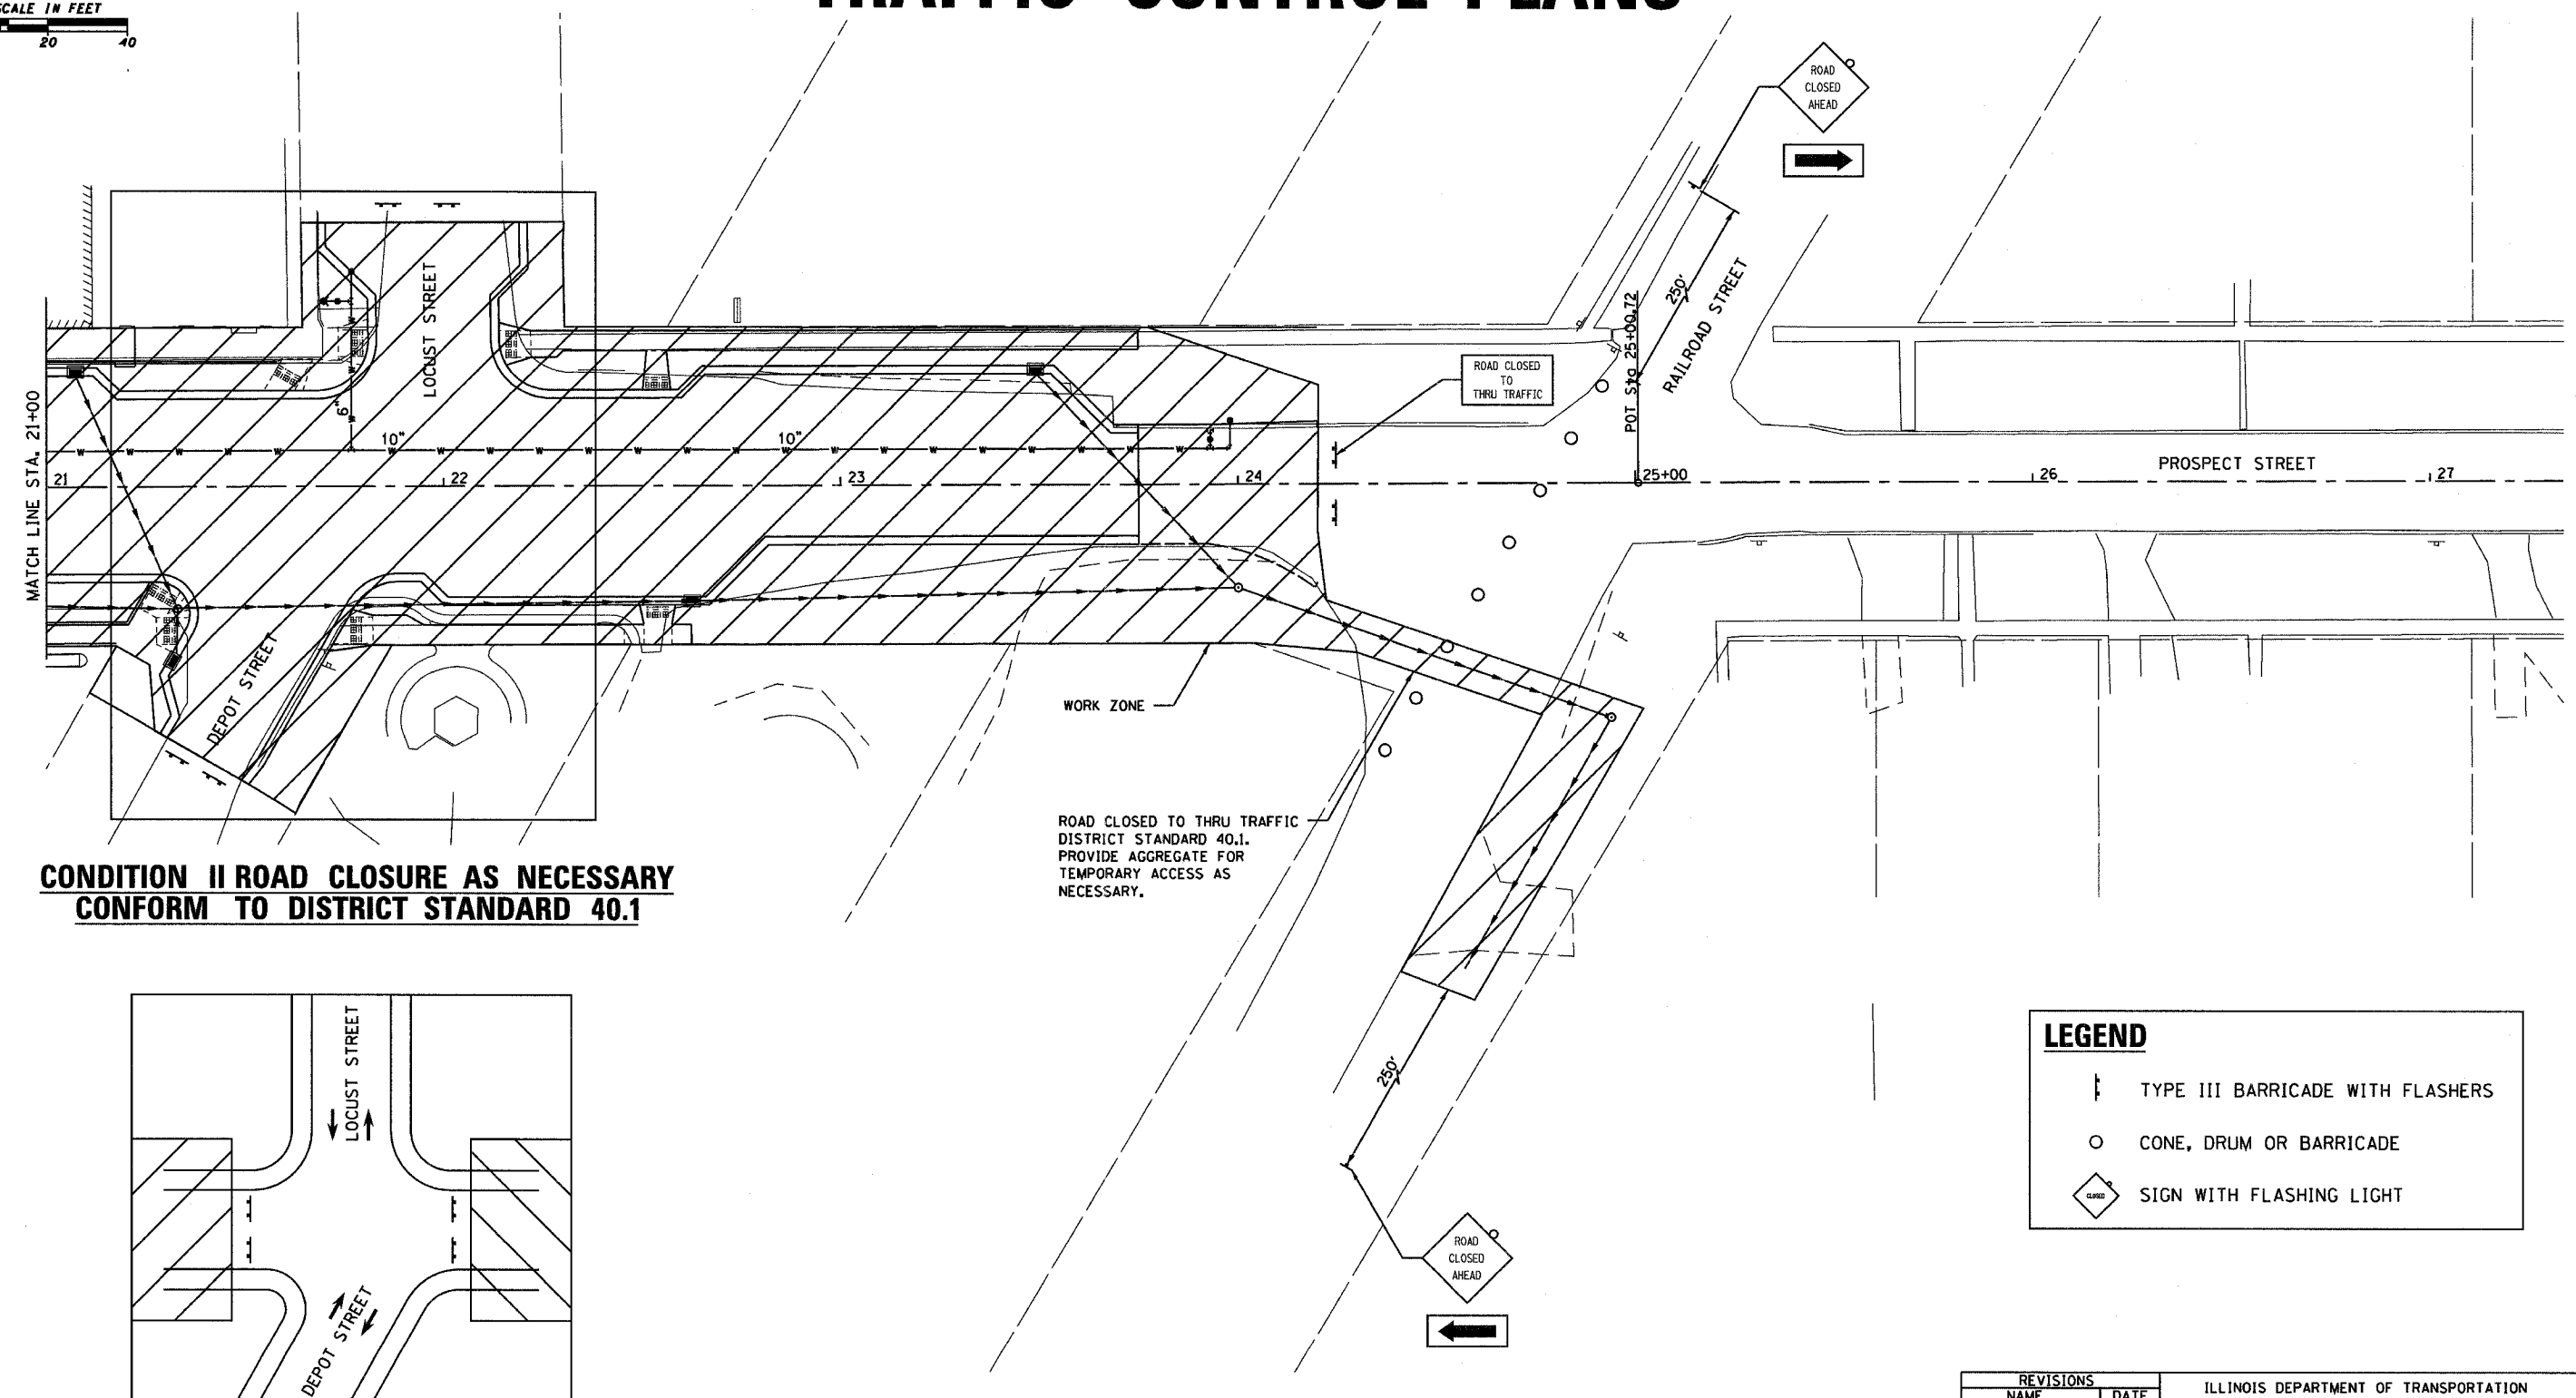 TRAFFIC CONTROL PLANS
SCALE IN FEET
20 40
ROAD
CLOSED
AHEAD
LOCUST STREET
250'
RAILROAD STREET
POT Sta 25+00.72
ROAD CLOSED
TO
THRU TRAFFIC
MATCH LINE STA. 21+00
6"
10"
10"
W W W W W W W W W W W W W W W W W W W W W
21 22 23 24 25+00 26 27
PROSPECT STREET
DEPOT STREET
WORK ZONE
ROAD CLOSED TO THRU TRAFFIC
DISTRICT STANDARD 40.1.
PROVIDE AGGREGATE FOR
TEMPORARY ACCESS AS
NECESSARY.
CONDITION II ROAD CLOSURE AS NECESSARY
CONFORM TO DISTRICT STANDARD 40.1
250'
ROAD
CLOSED
AHEAD
LOCUST STREET
DEPOT STREET
LEGEND
TYPE III BARRICADE WITH FLASHERS
CONE, DRUM OR BARRICADE
CLOSED
SIGN WITH FLASHING LIGHT
REVISIONS
NAME DATE
ILLINOIS DEPARTMENT OF TRANSPORTATION